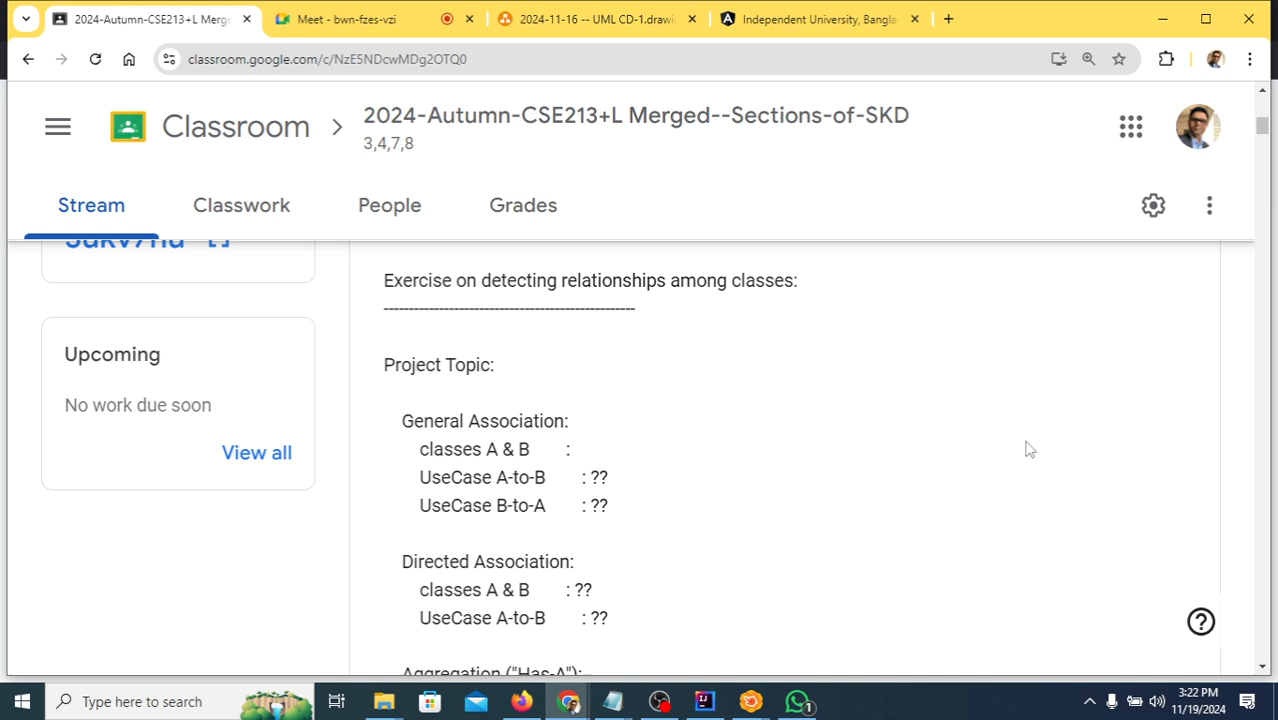 2024-Autumn-CSE213+L Merg
Meet - bwn-fzes-vzi
2024-11-16 -- UML CD-1.drawi
Independent University, Bangla
classroom.google.com/c/NzE5NDcwMDg2OTQ0
Classroom
2024-Autumn-CSE213+L Merged--Sections-of-SKD
3,4,7,8
Stream
Classwork
People
Grades
Upcoming
No work due soon
View all
Exercise on detecting relationships among classes:
--------------------------------------------------
Project Topic:
General Association:
classes A & B :
UseCase A-to-B : ??
UseCase B-to-A : ??
Directed Association:
classes A & B : ??
UseCase A-to-B : ??
Aggregation ("Has-A"):
Type here to search
1
3:22 PM
11/19/2024